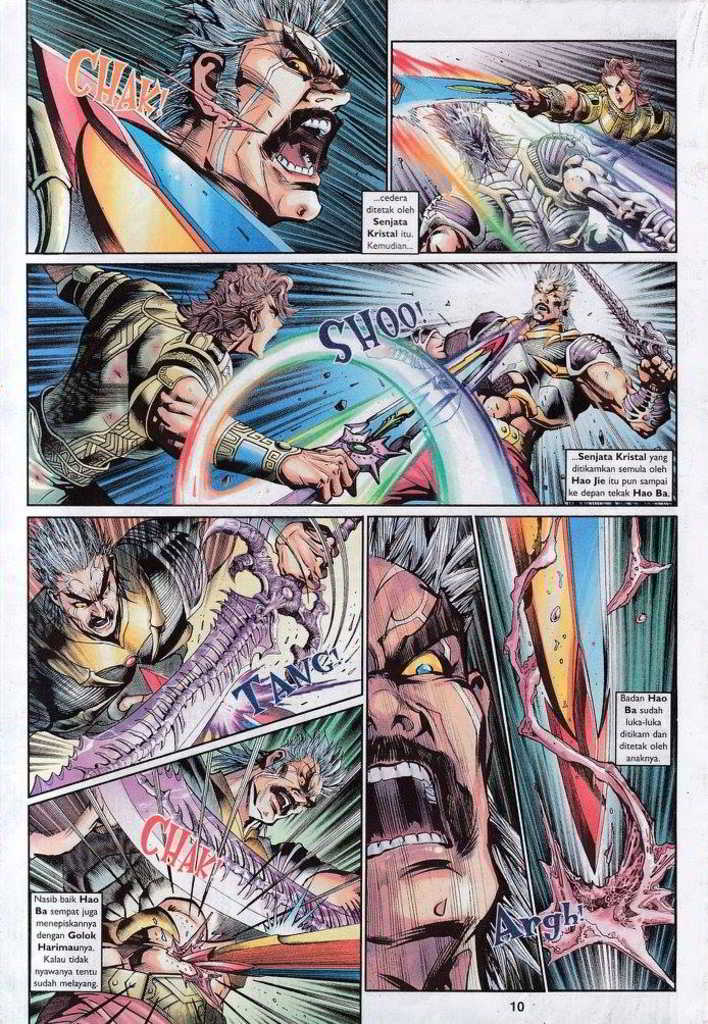 CHAK!
...cedera
ditetak oleh
Senjata
Kristal itu.
Kemudian...
SHOO!
...Senjata Kristal yang
ditikamkan semula oleh
Hao Jie itu pun sampai
ke depan tekak Hao Ba.
TANG!
CHAK!
Nasib baik Hao
Ba sempat juga
menepiskannya
dengan Golok
Harimaunya.
Kalau tidak
nyawanya tentu
sudah melayang.
Badan Hao
Ba sudah
luka-luka
ditikam dan
ditetak oleh
anaknya.
Argh!
10